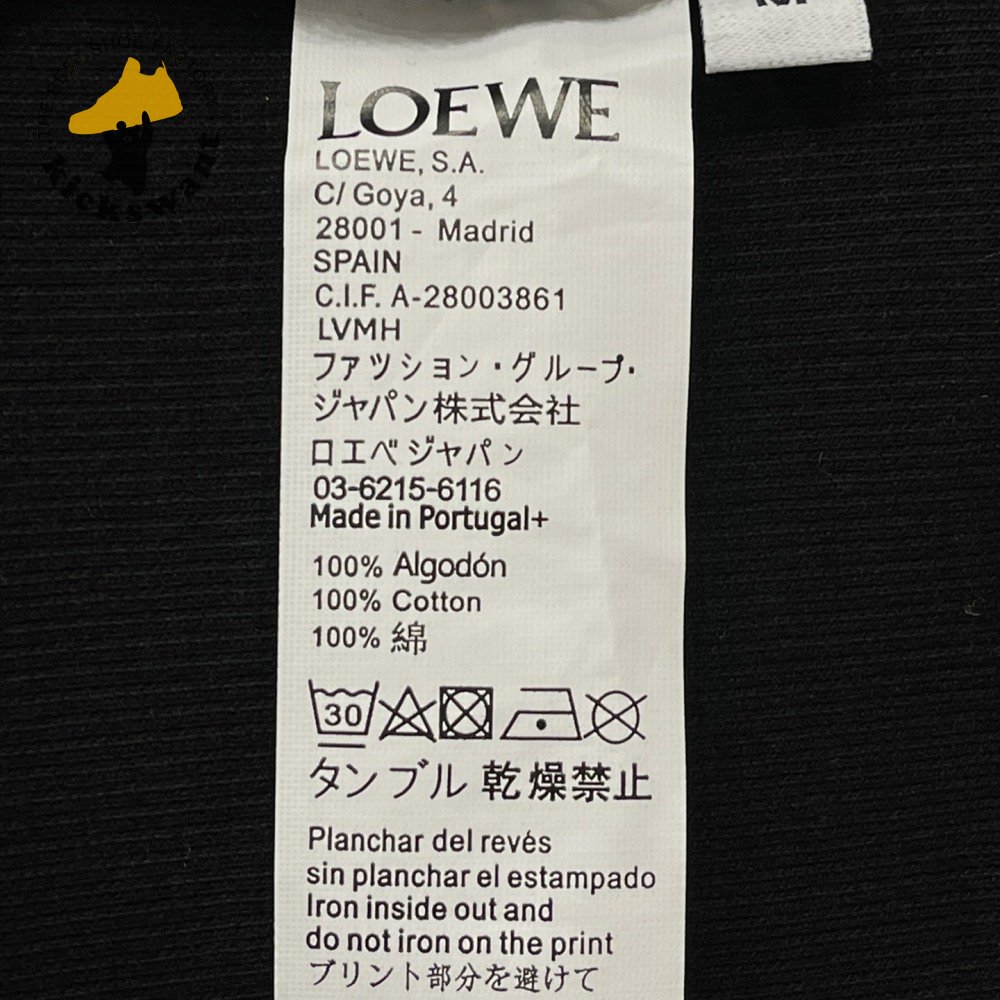 kickswant
LOEWE
LOEWE, S.A.
C/ Goya, 4
28001 - Madrid
SPAIN
C.I.F. A-28003861
LVMH
ファッション・グループ・
ジャパン株式会社
ロエベジャパン
03-6215-6116
Made in Portugal+
100% Algodón
100% Cotton
100% 綿
30
タンブル 乾燥禁止
Planchar del revés
sin planchar el estampado
Iron inside out and
do not iron on the print
プリント部分を避けて